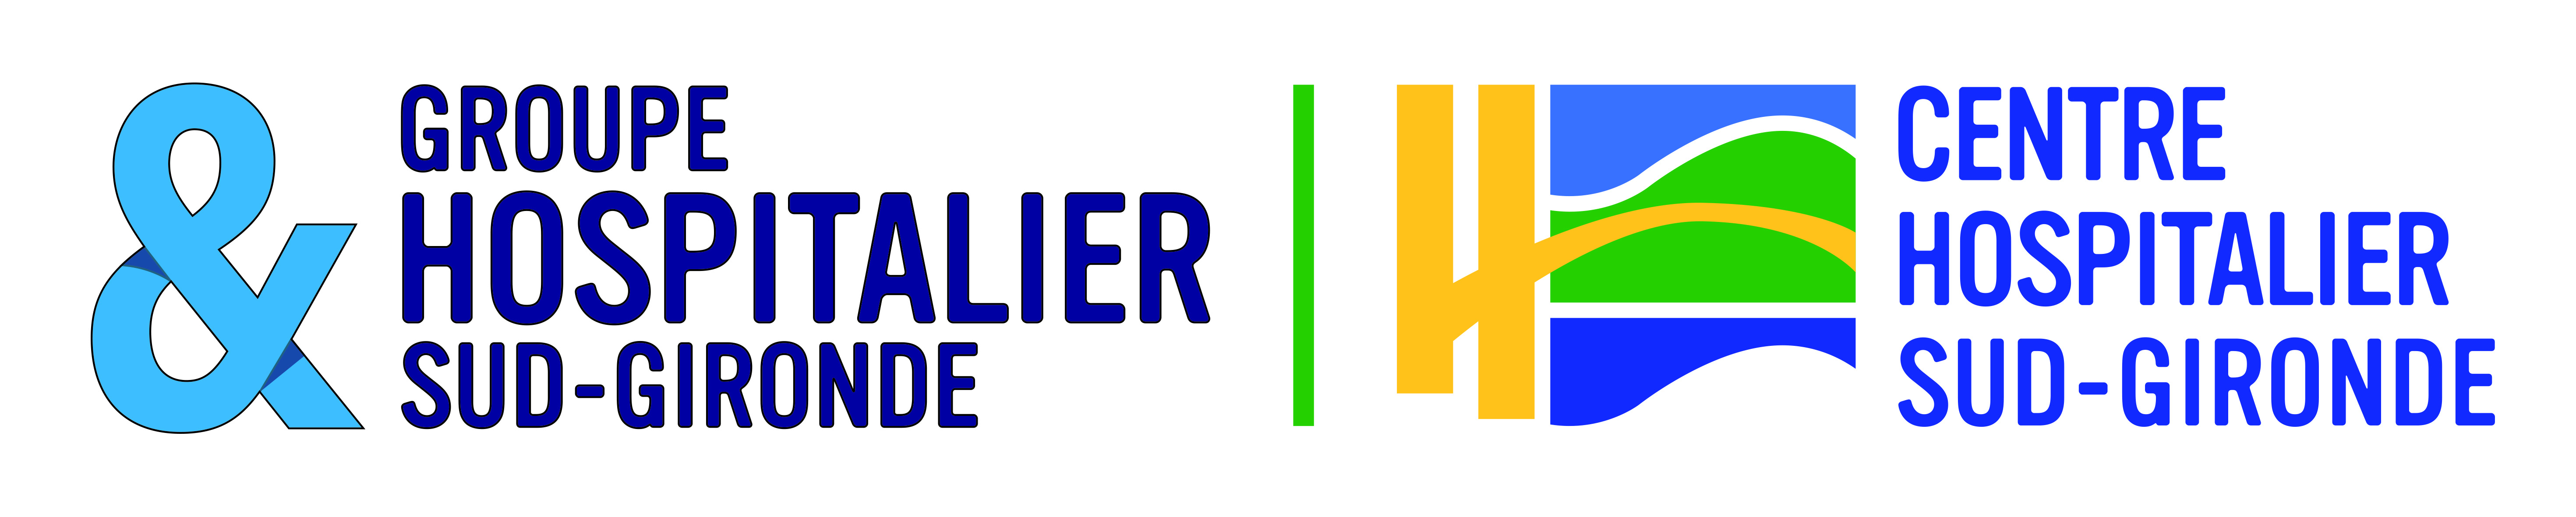 &
GROUPE
HOSPITALIER
SUD-GIRONDE
H
CENTRE
HOSPITALIER
SUD-GIRONDE